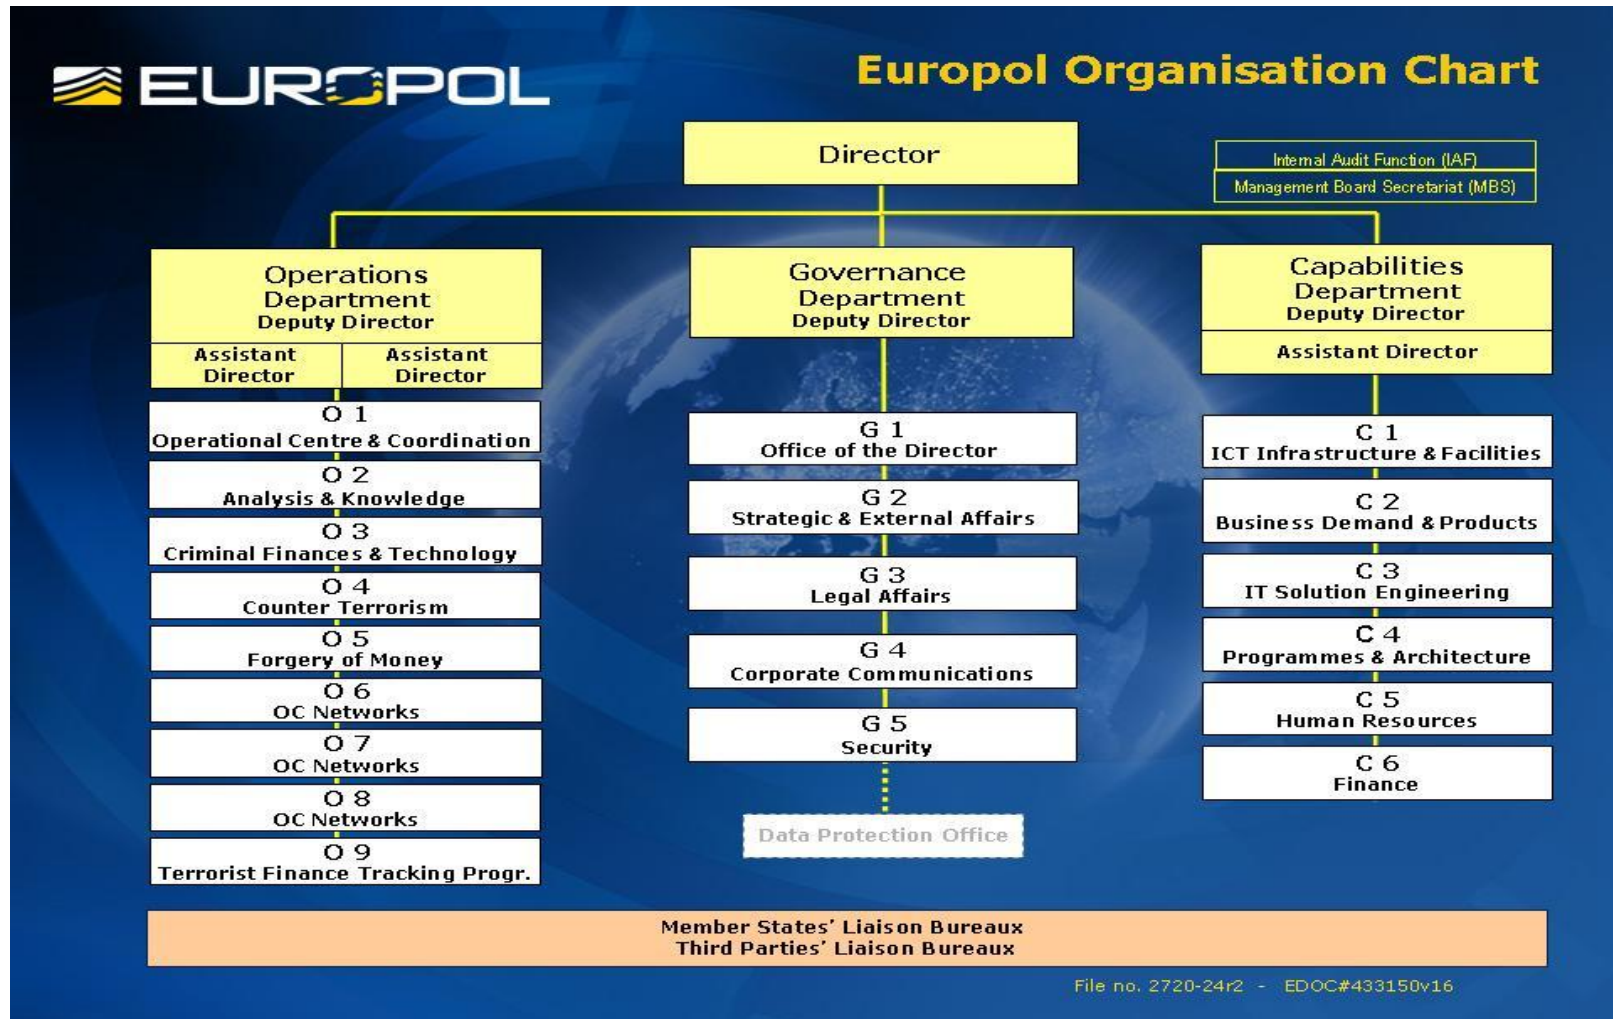 EUROPOL
Europol Organisation Chart
Director
Internal Audit Function (IAF)
Management Board Secretariat (MBS)
Operations
Department
Deputy Director
Assistant
Director
Assistant
Director
O 1
Operational Centre & Coordination
O 2
Analysis & Knowledge
O 3
Criminal Finances & Technology
O 4
Counter Terrorism
O 5
Forgery of Money
O 6
OC Networks
O 7
OC Networks
O 8
OC Networks
O 9
Terrorist Finance Tracking Progr.
Governance
Department
Deputy Director
G 1
Office of the Director
G 2
Strategic & External Affairs
G 3
Legal Affairs
G 4
Corporate Communications
G 5
Security
Data Protection Office
Capabilities
Department
Deputy Director
Assistant Director
C 1
ICT Infrastructure & Facilities
C 2
Business Demand & Products
C 3
IT Solution Engineering
C 4
Programmes & Architecture
C 5
Human Resources
C 6
Finance
Member States’ Liaison Bureaux
Third Parties’ Liaison Bureaux
File no. 2720-24r2 - EDOC#433150v16